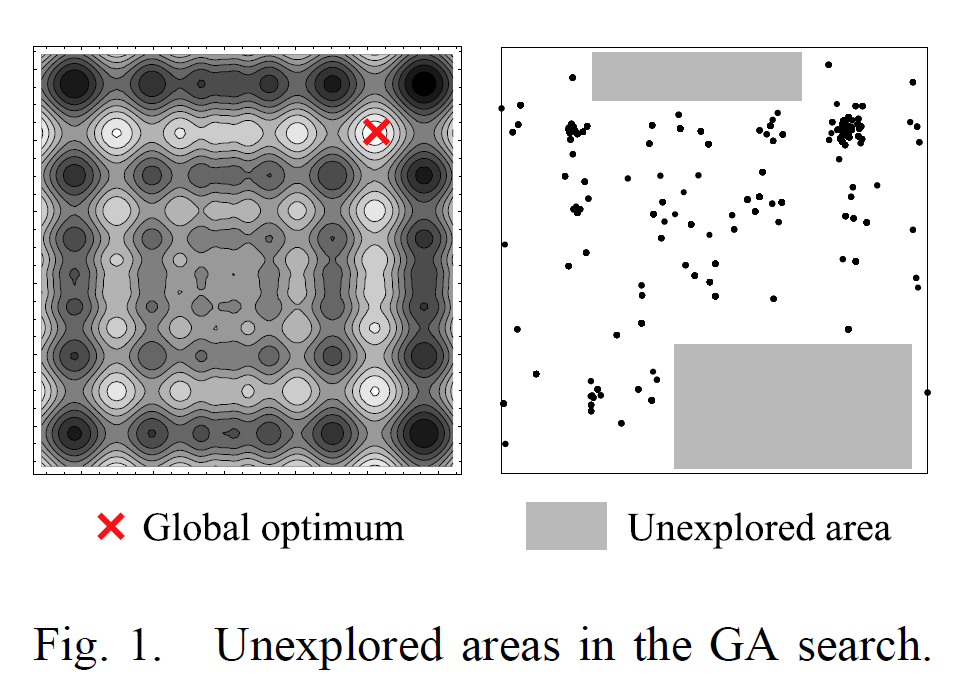 Global optimum
Unexplored area
Fig. 1. Unexplored areas in the GA search.